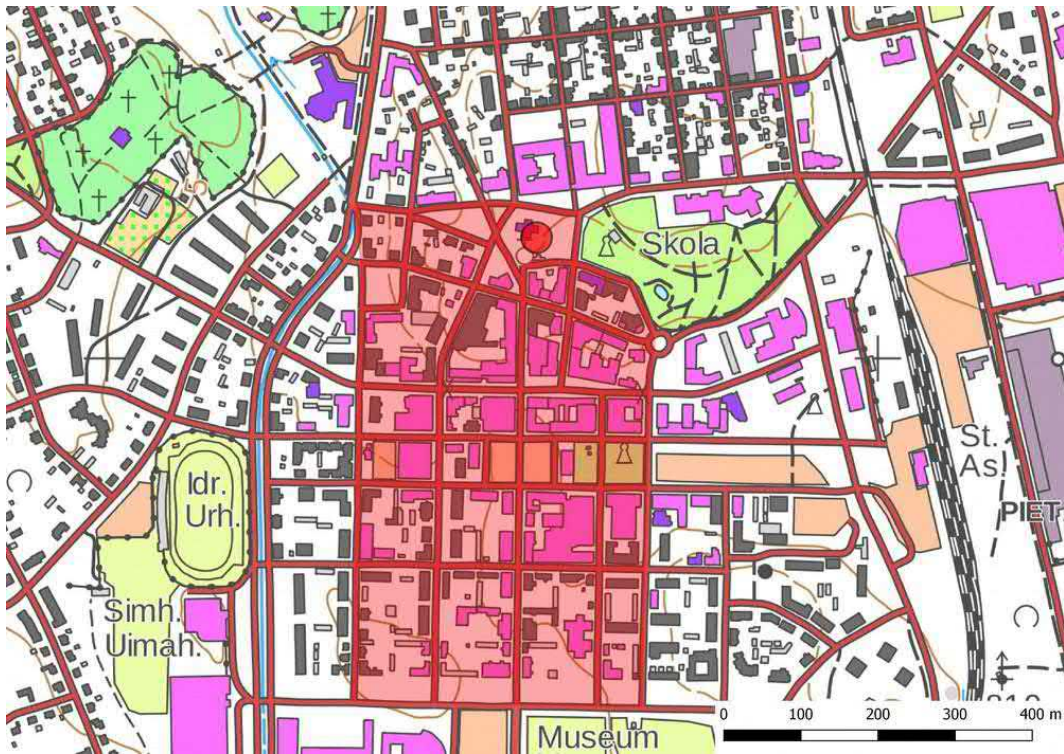 Skola
St.
As.
Idr.
Urh.
PIET
Simh.
Uimah.
Museum
0 100 200 300 400 m